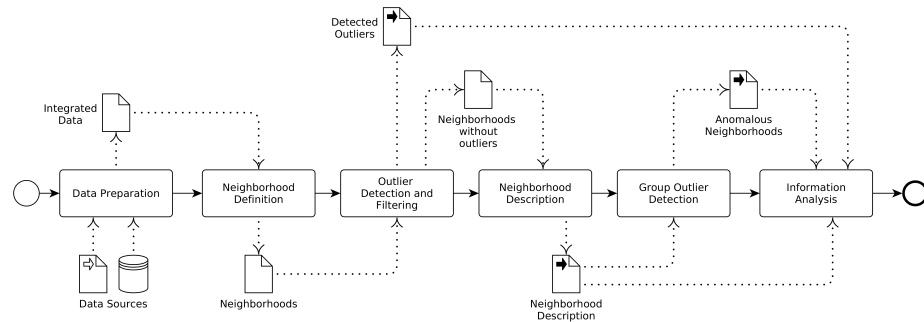 Detected
Outliers
Integrated
Data
Neighborhoods
without
outliers
Anomalous
Neighborhoods
Data Preparation
Neighborhood
Definition
Outlier
Detection and
Filtering
Neighborhood
Description
Group Outlier
Detection
Information
Analysis
Data Sources
Neighborhoods
Neighborhood
Description